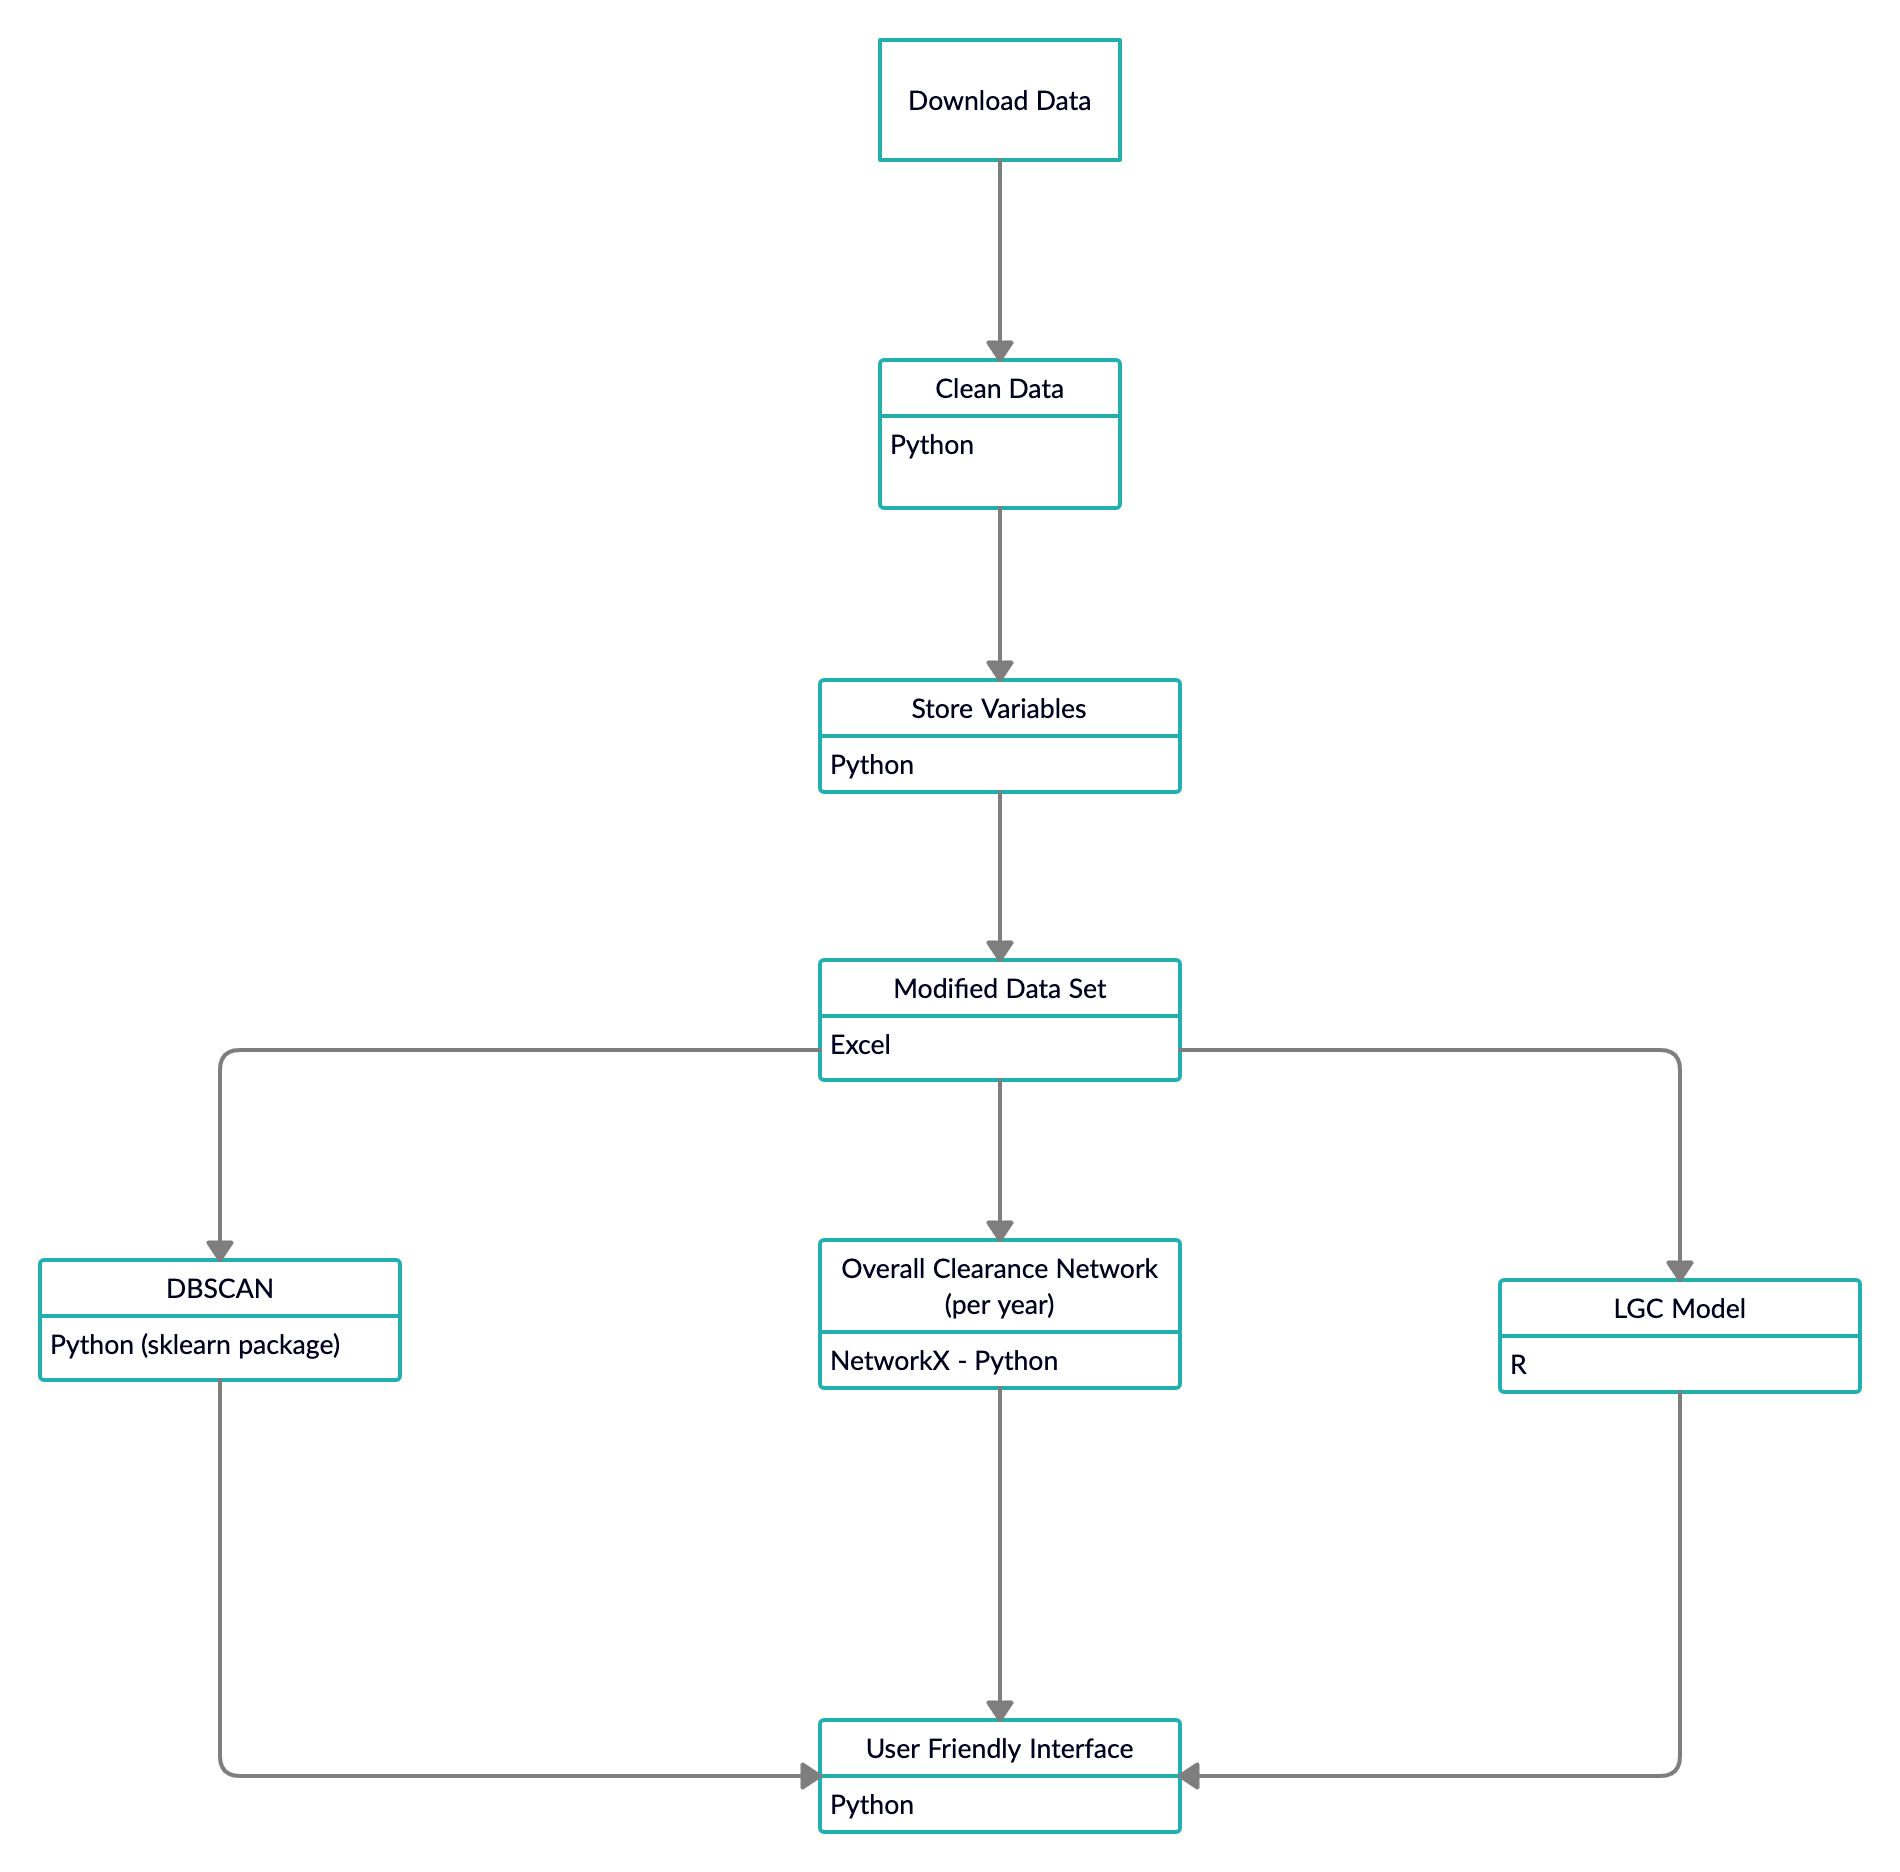 Download Data
Clean Data
Python
Store Variables
Python
Modified Data Set
Excel
DBSCAN
Python (sklearn package)
Overall Clearance Network
(per year)
NetworkX - Python
LGC Model
R
User Friendly Interface
Python